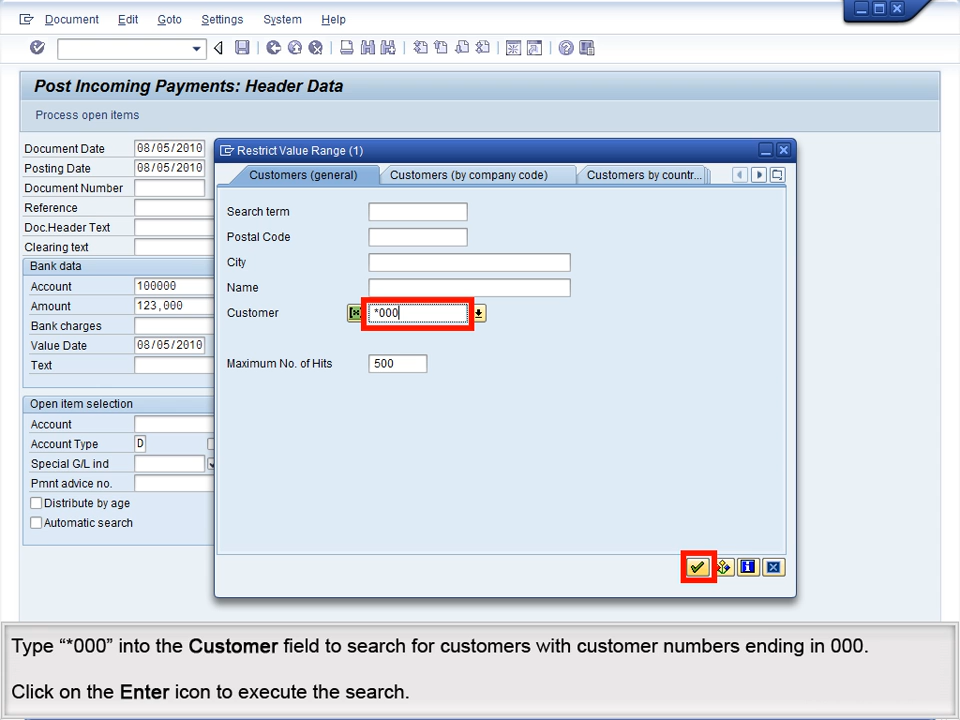 Document Edit Goto Settings System Help
Post Incoming Payments: Header Data
Process open items
Document Date 08/05/2010
Posting Date 08/05/2010
Document Number
Reference
Doc.Header Text
Clearing text
Bank data
Account 100000
Amount 123,000
Bank charges
Value Date 08/05/2010
Text
Open item selection
Account
Account Type D
Special G/L ind
Pmnt advice no.
Distribute by age
Automatic search
Restrict Value Range (1)
Customers (general) Customers (by company code) Customers by countr...
Search term
Postal Code
City
Name
Customer *000
Maximum No. of Hits 500
Type “*000” into the Customer field to search for customers with customer numbers ending in 000.
Click on the Enter icon to execute the search.